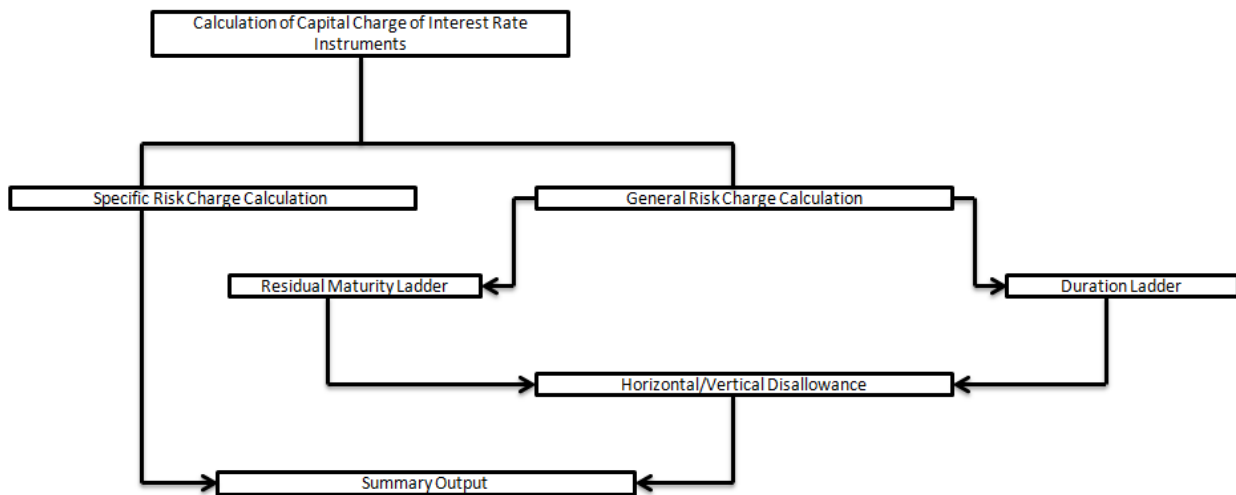 Calculation of Capital Charge of Interest Rate
Instruments
Specific Risk Charge Calculation
General Risk Charge Calculation
Residual Maturity Ladder
Duration Ladder
Horizontal/Vertical Disallowance
Summary Output